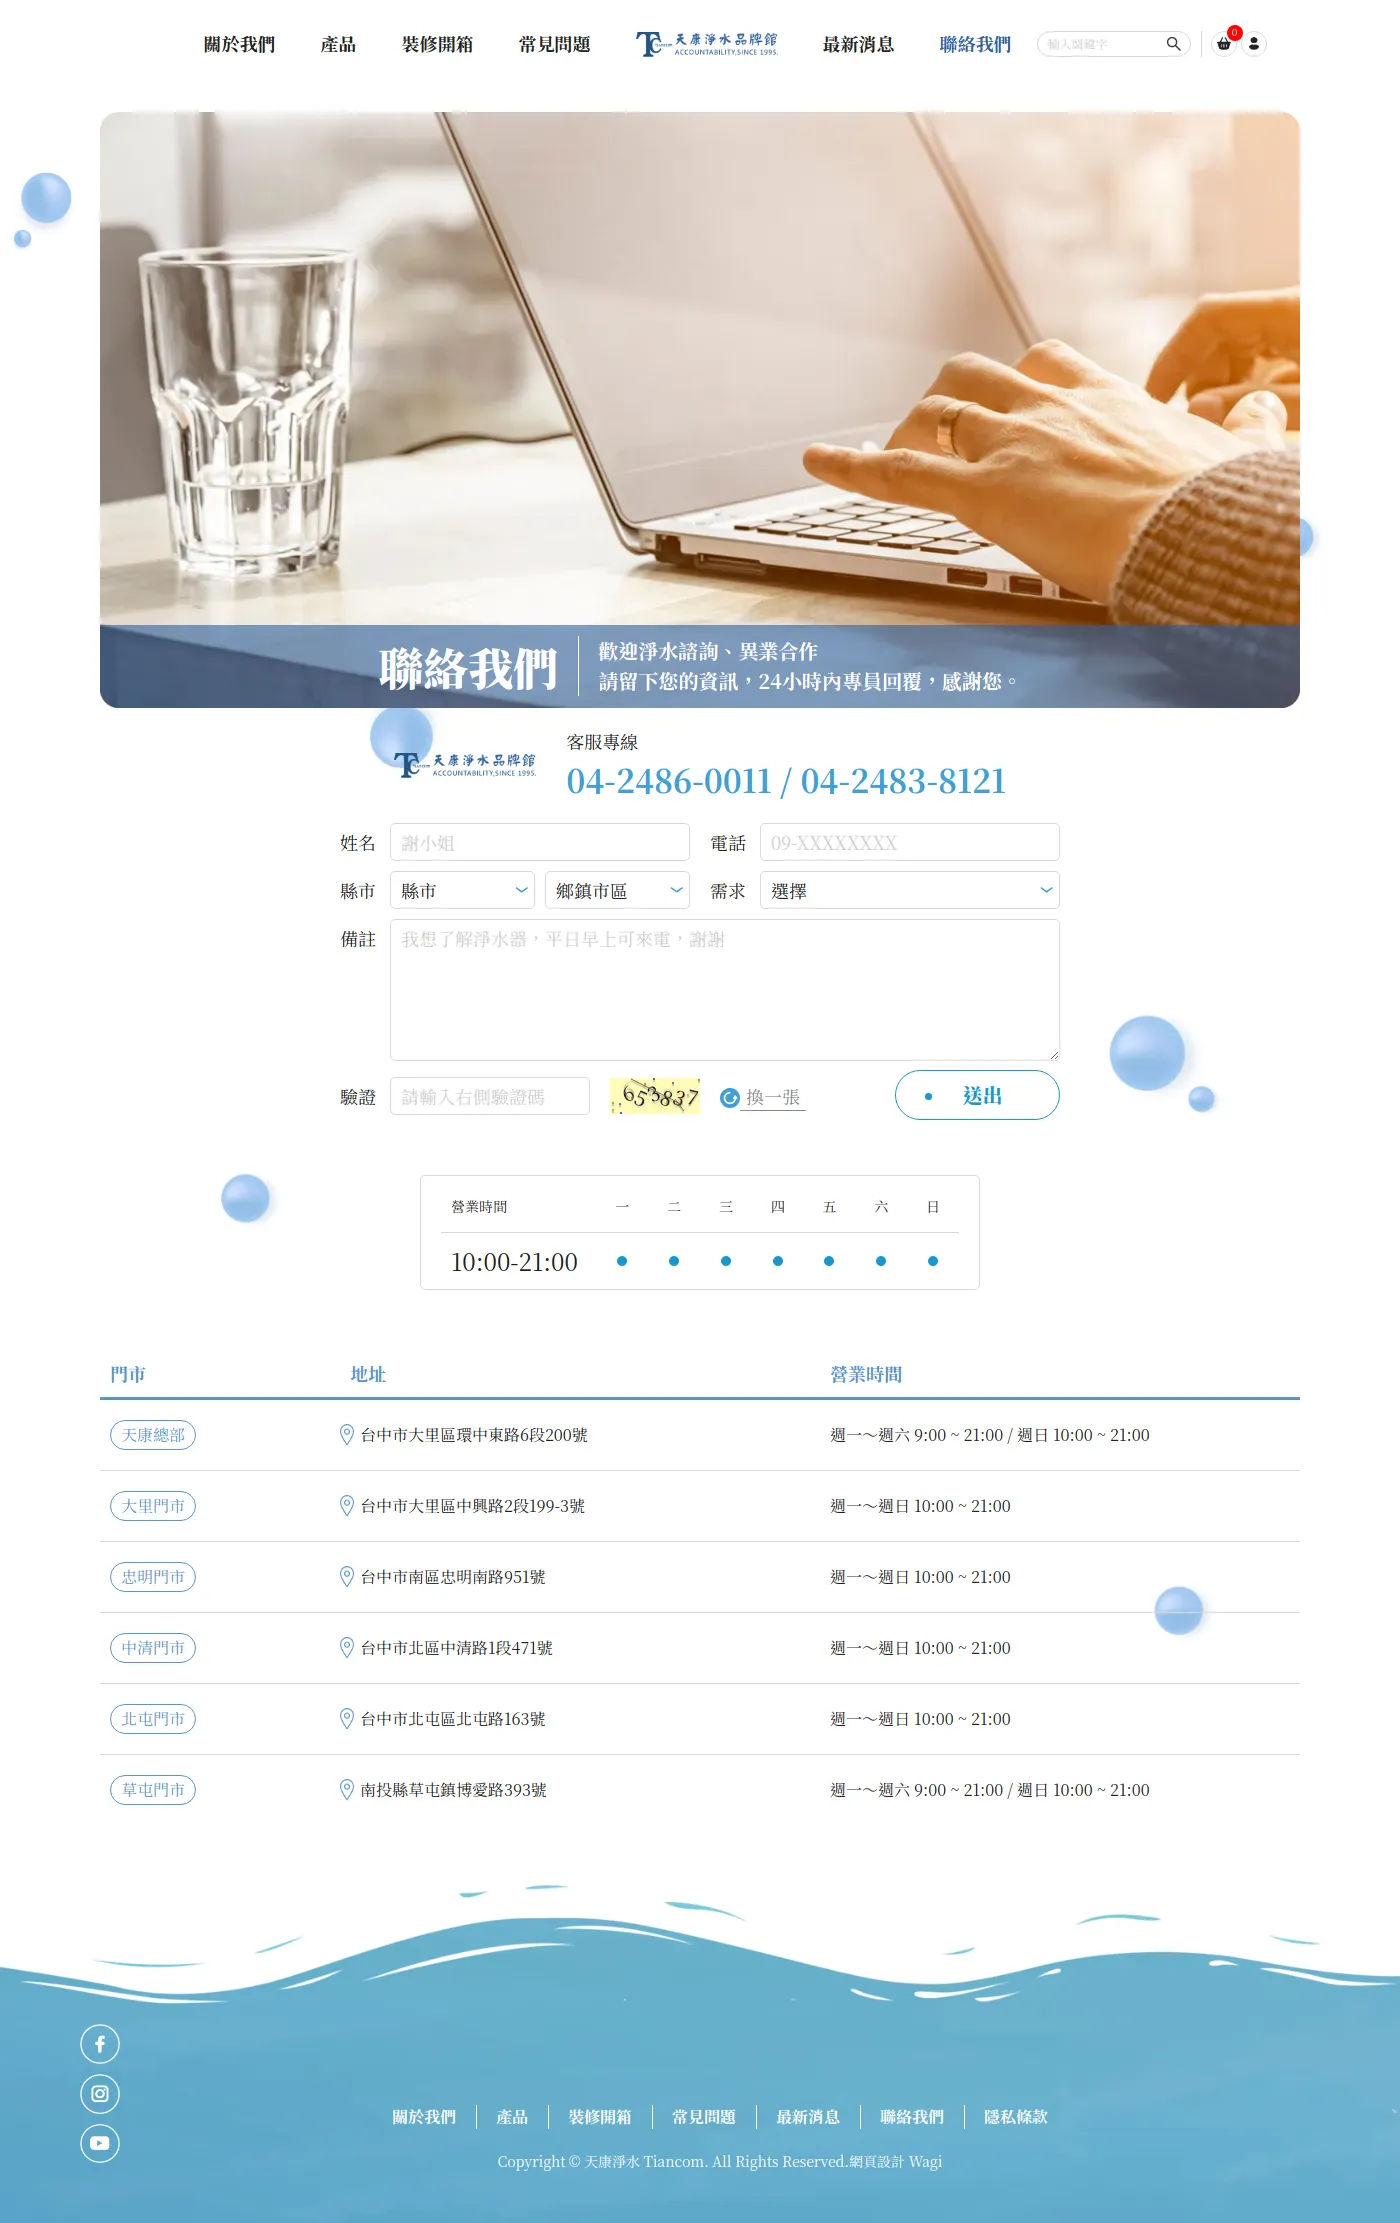 關於我們
產品
裝修開箱
常見問題
天康淨水品牌館
ACCOUNTABILITY,SINCE 1995.
最新消息
聯絡我們
輸入關鍵字
0
聯絡我們
歡迎淨水諮詢、異業合作
請留下您的資訊，24小時內專員回覆，感謝您。
天康淨水品牌館
ACCOUNTABILITY,SINCE 1995.
客服專線
04-2486-0011 / 04-2483-8121
姓名 謝小姐 電話 09-XXXXXXXX
縣市 縣市 鄉鎮市區 需求 選擇
備註 我想了解淨水器，平日早上可來電，謝謝
驗證 請輸入右側驗證碼 653837 換一張 送出
營業時間 一 二 三 四 五 六 日
10:00-21:00
門市 地址 營業時間
天康總部 台中市大里區環中東路6段200號 週一～週六 9:00 ~ 21:00 / 週日 10:00 ~ 21:00
大里門市 台中市大里區中興路2段199-3號 週一～週日 10:00 ~ 21:00
忠明門市 台中市南區忠明南路951號 週一～週日 10:00 ~ 21:00
中清門市 台中市北區中清路1段471號 週一～週日 10:00 ~ 21:00
北屯門市 台中市北屯區北屯路163號 週一～週日 10:00 ~ 21:00
草屯門市 南投縣草屯鎮博愛路393號 週一～週六 9:00 ~ 21:00 / 週日 10:00 ~ 21:00
關於我們 產品 裝修開箱 常見問題 最新消息 聯絡我們 隱私條款
Copyright © 天康淨水 Tiancom. All Rights Reserved.網頁設計 Wagi